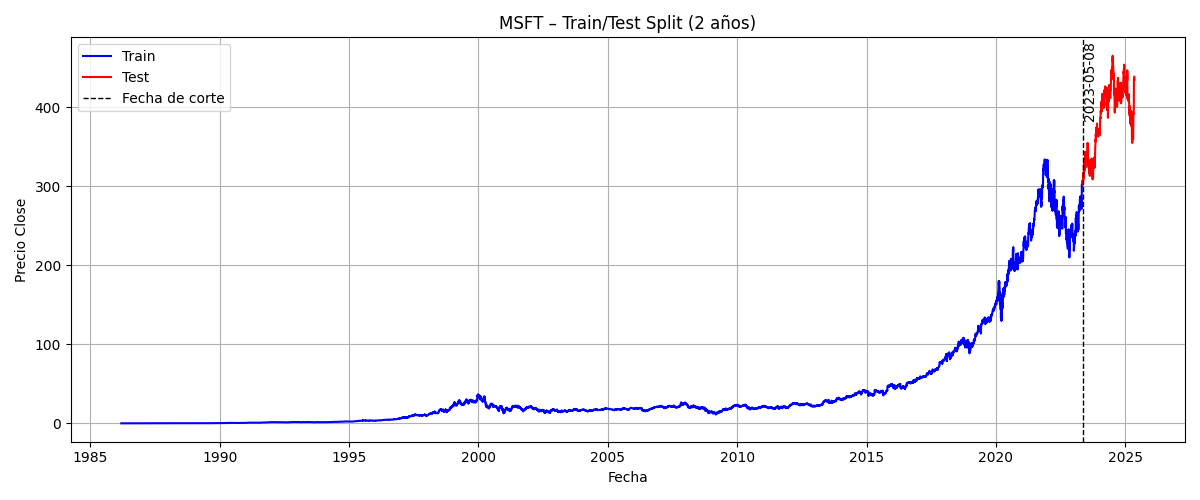 MSFT – Train/Test Split (2 años)
Train
Test
Fecha de corte
2023-05-08
Precio Close
400
300
200
100
0
1985 1990 1995 2000 2005 2010 2015 2020 2025
Fecha